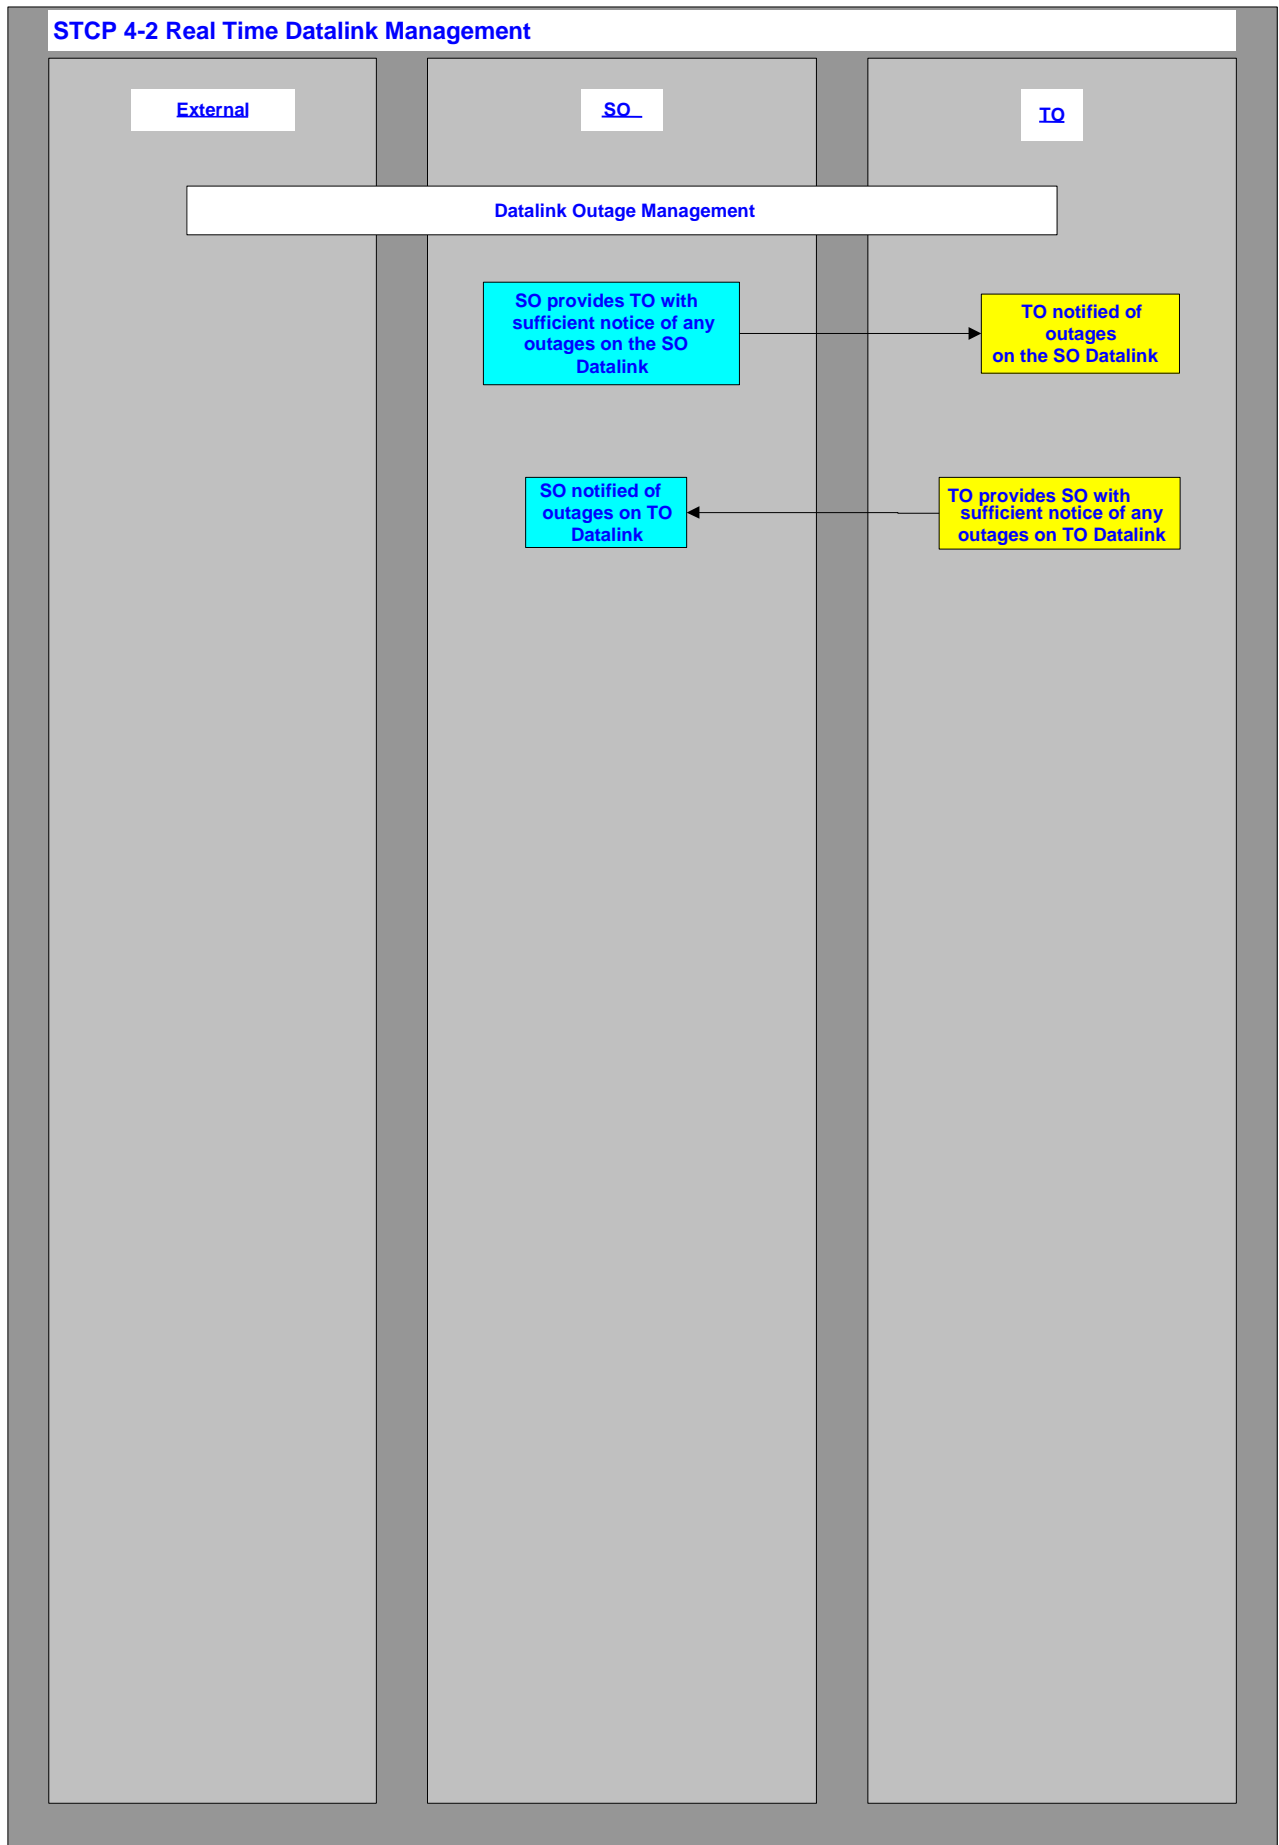 STCP 4-2 Real Time Datalink Management
External
SO
TO
Datalink Outage Management
SO provides TO with
sufficient notice of any
outages on the SO
Datalink
TO notified of
outages
on the SO Datalink
SO notified of
outages on TO
Datalink
TO provides SO with
sufficient notice of any
outages on TO Datalink